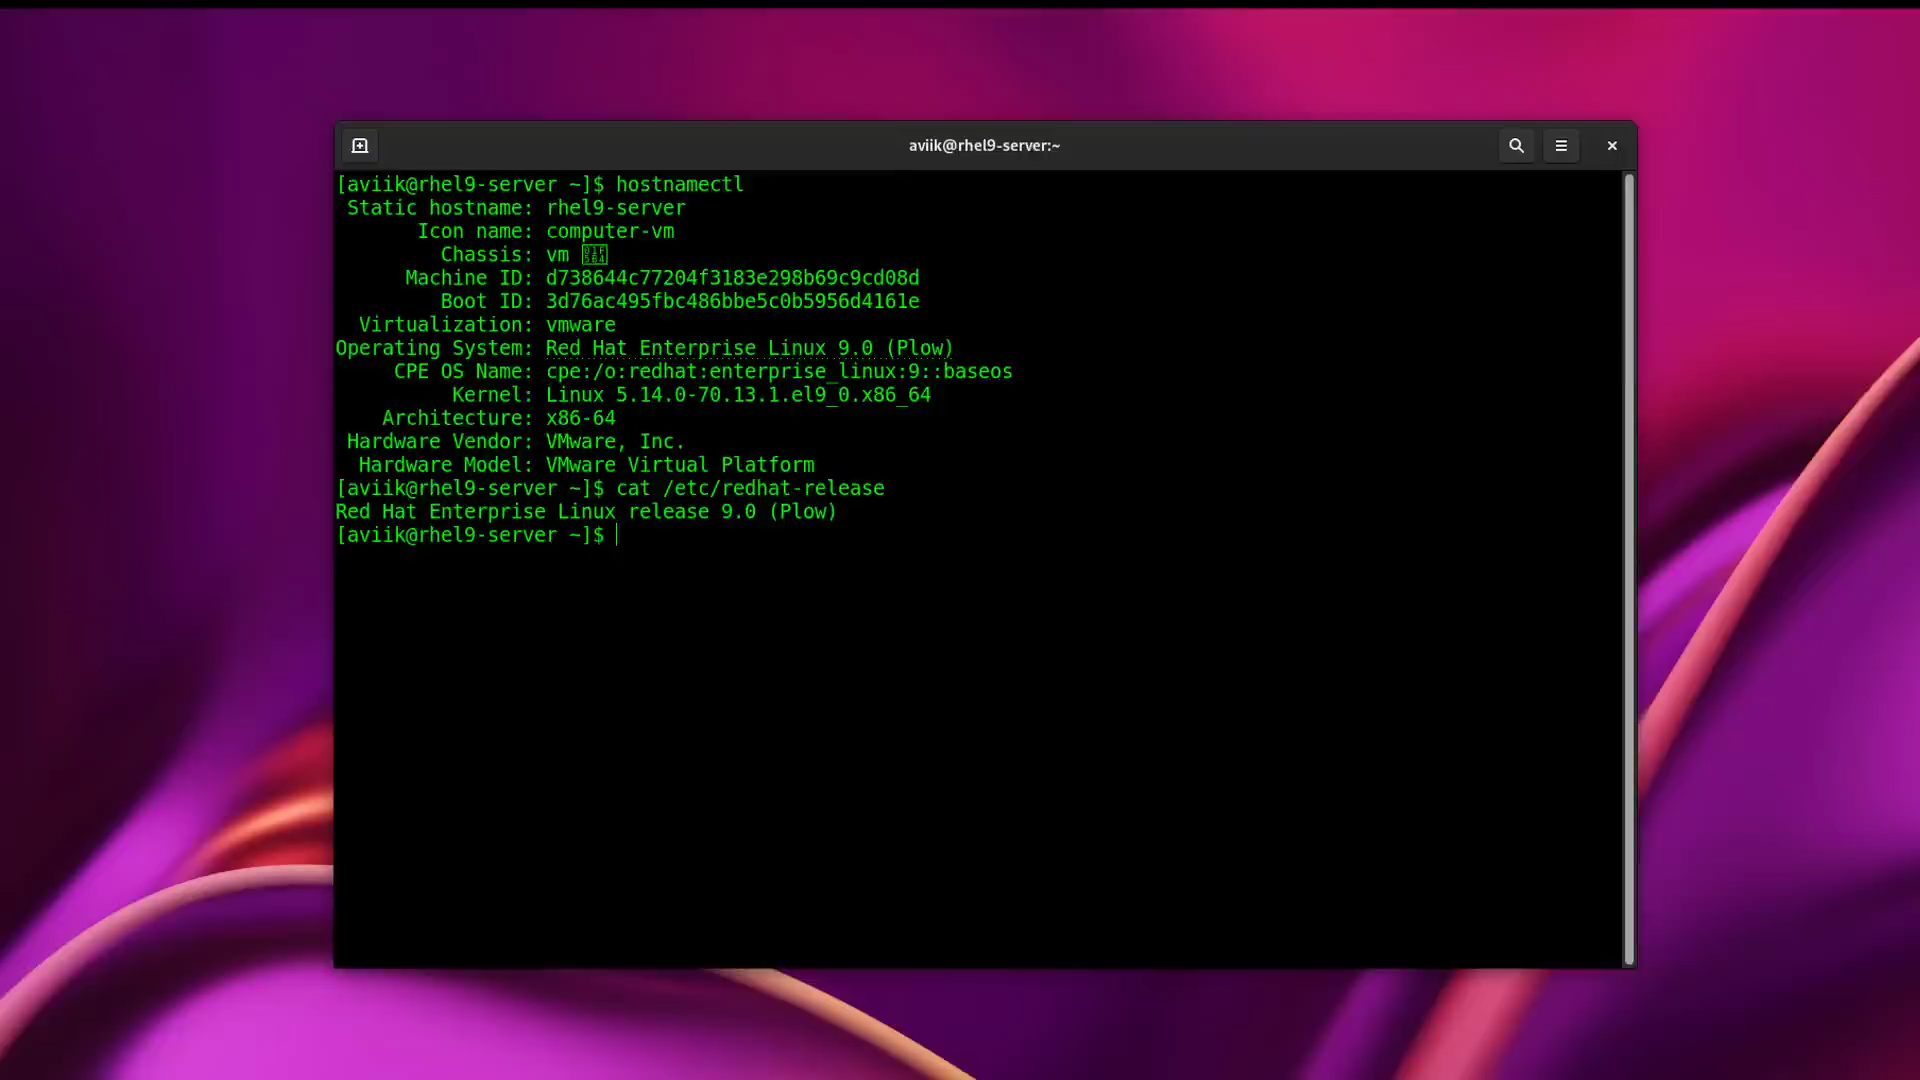 aviik@rhel9-server:~
[aviik@rhel9-server ~]$ hostnamectl
Static hostname: rhel9-server
Icon name: computer-vm
Chassis: vm 🖴
Machine ID: d738644c77204f3183e298b69c9cd08d
Boot ID: 3d76ac495fbc486bbe5c0b5956d4161e
Virtualization: vmware
Operating System: Red Hat Enterprise Linux 9.0 (Plow)
CPE OS Name: cpe:/o:redhat:enterprise_linux:9::baseos
Kernel: Linux 5.14.0-70.13.1.el9_0.x86_64
Architecture: x86-64
Hardware Vendor: VMware, Inc.
Hardware Model: VMware Virtual Platform
[aviik@rhel9-server ~]$ cat /etc/redhat-release
Red Hat Enterprise Linux release 9.0 (Plow)
[aviik@rhel9-server ~]$